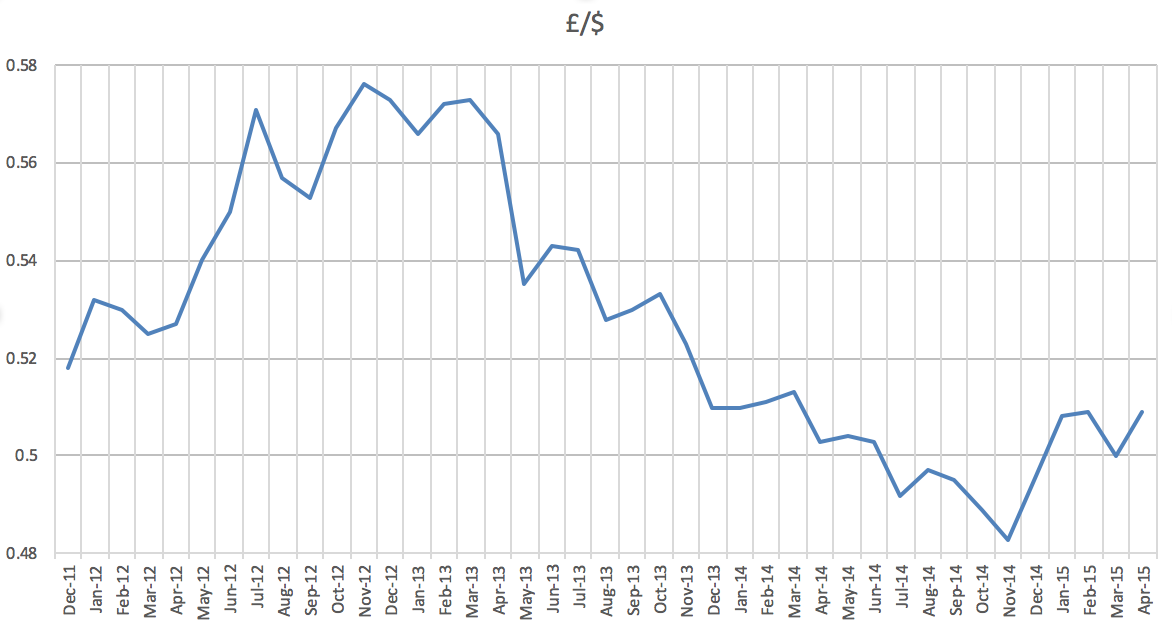 £/$
0.58
0.56
0.54
0.52
0.5
0.48
Dec-11
Jan-12
Feb-12
Mar-12
Apr-12
May-12
Jun-12
Jul-12
Aug-12
Sep-12
Oct-12
Nov-12
Dec-12
Jan-13
Feb-13
Mar-13
Apr-13
May-13
Jun-13
Jul-13
Aug-13
Sep-13
Oct-13
Nov-13
Dec-13
Jan-14
Feb-14
Mar-14
Apr-14
May-14
Jun-14
Jul-14
Aug-14
Sep-14
Oct-14
Nov-14
Dec-14
Jan-15
Feb-15
Mar-15
Apr-15